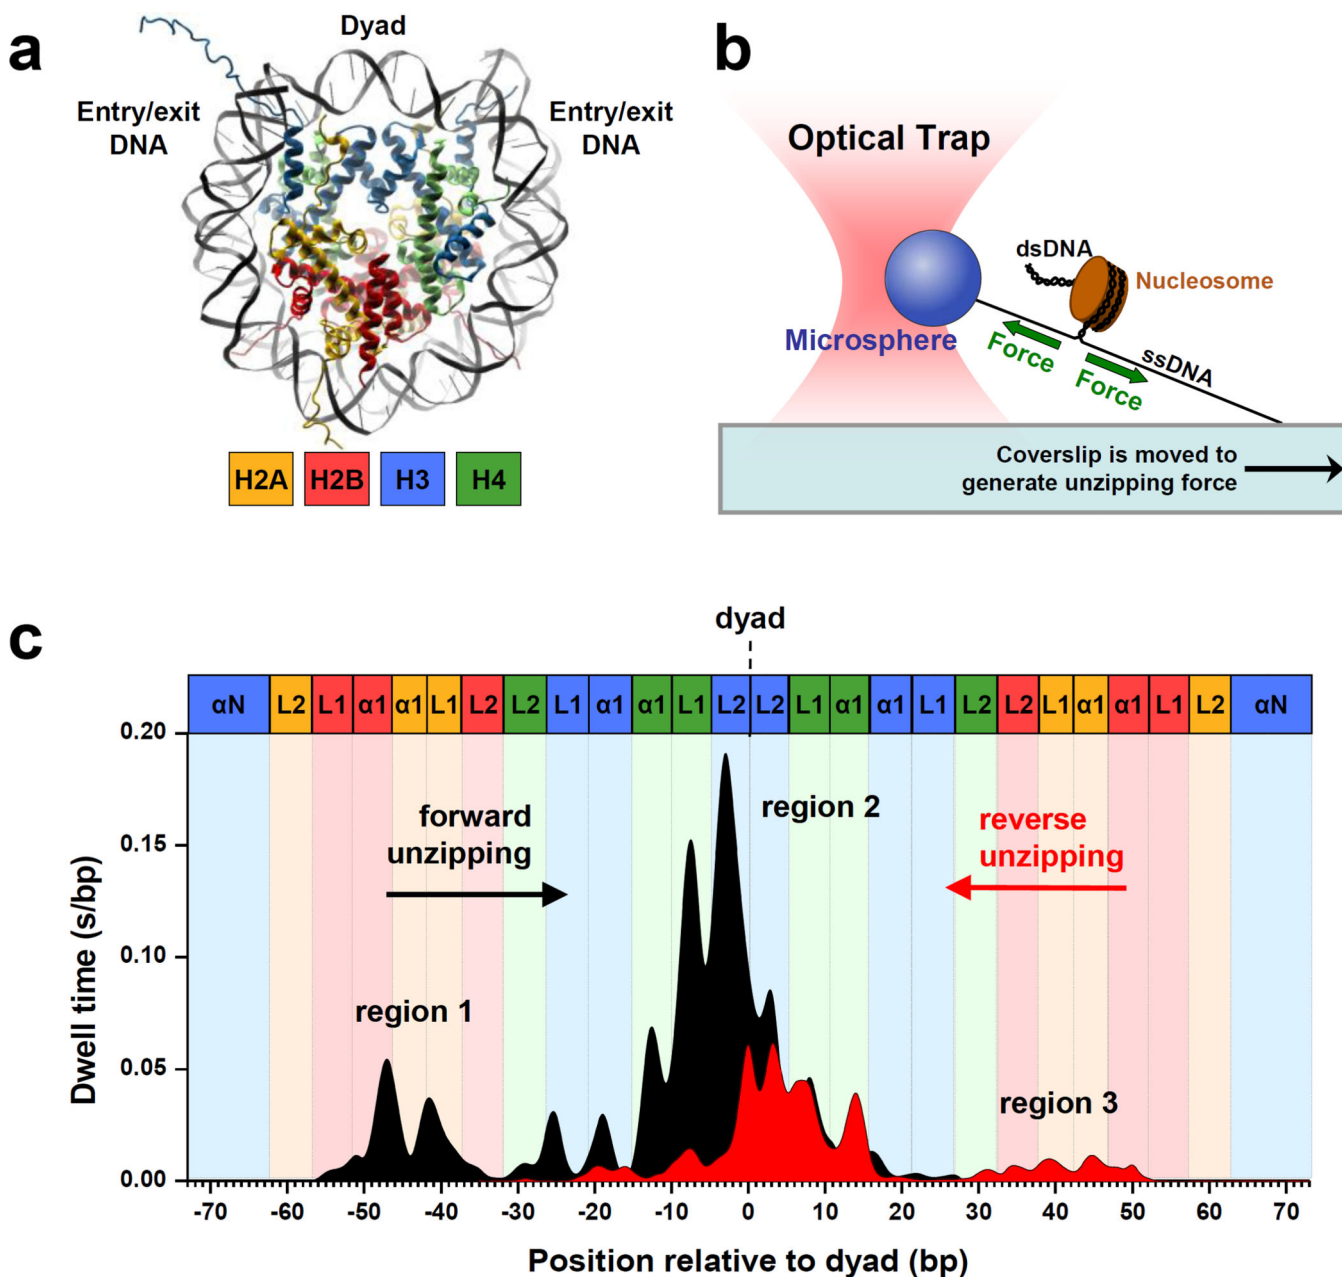 a
Dyad
Entry/exit
DNA
Entry/exit
DNA
H2A H2B H3 H4
b
Optical Trap
dsDNA
Nucleosome
Microsphere
Force
Force
ssDNA
Coverslip is moved to
generate unzipping force
c
dyad
αN L2 L1 α1 α1 L1 L2 L2 L1 α1 α1 L1 L2 L2 L1 α1 α1 L1 L2 L2 L1 α1 α1 L1 L2 αN
0.20
0.15
0.10
0.05
0.00
Dwell time (s/bp)
forward
unzipping
region 1
region 2
reverse
unzipping
region 3
-70 -60 -50 -40 -30 -20 -10 0 10 20 30 40 50 60 70
Position relative to dyad (bp)